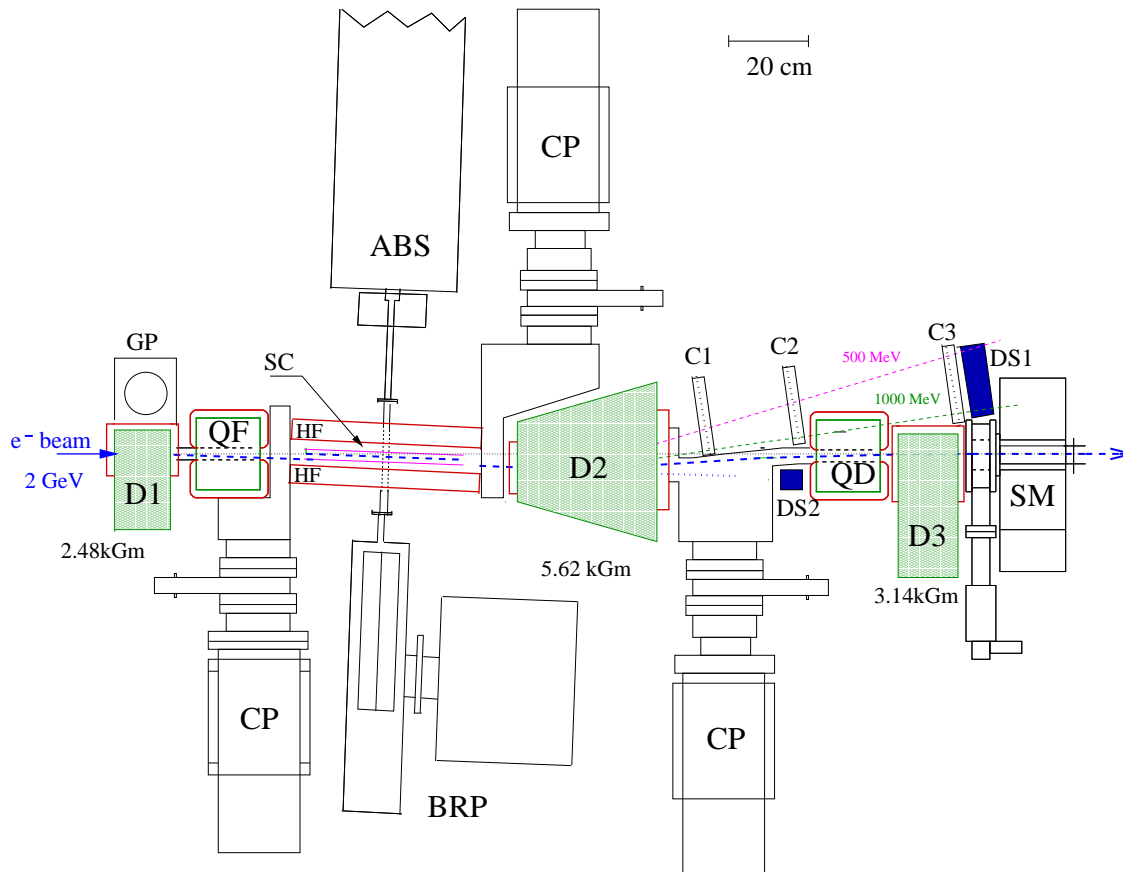 20 cm
CP
ABS
GP
SC
C1
C2
C3
500 MeV
DS1
1000 MeV
e⁻ beam
2 GeV
QF
HF
HF
D1
D2
QD
DS2
D3
SM
2.48kGm
5.62 kGm
3.14kGm
CP
CP
BRP